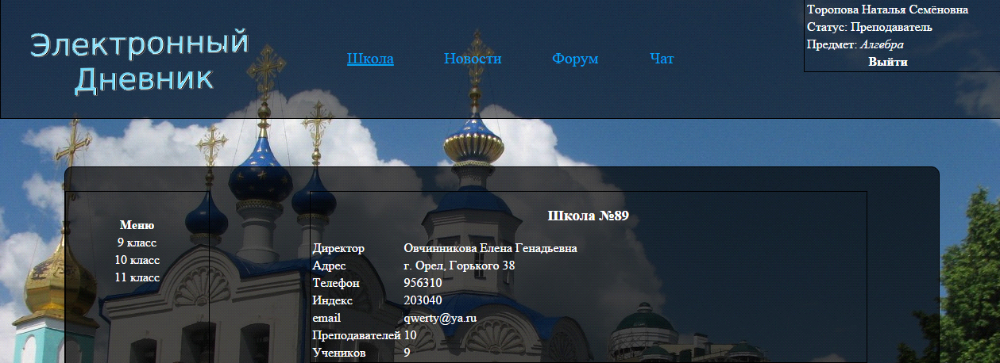 Электронный
Дневник
Школа Новости Форум Чат
Торопова Наталья Семёновна
Статус: Преподаватель
Предмет: Алгебра
Выйти
Меню
9 класс
10 класс
11 класс
Школа №89
Директор Овчинникова Елена Генадьевна
Адрес г. Орел, Горького 38
Телефон 956310
Индекс 203040
email qwerty@ya.ru
Преподавателей 10
Учеников 9